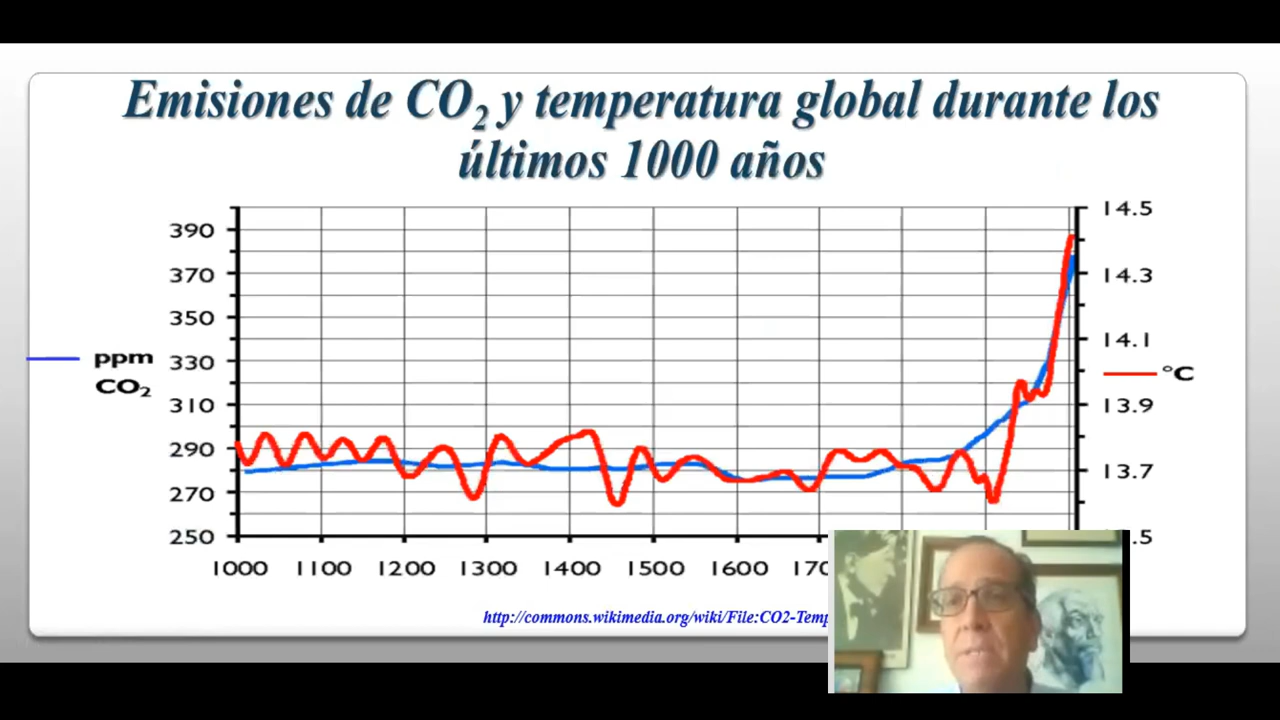 Emisiones de CO₂ y temperatura global durante los
últimos 1000 años
390
370
350
330
310
290
270
250
ppm
CO₂
14.5
14.3
14.1
13.9
13.7
.5
°C
1000 1100 1200 1300 1400 1500 1600 170
http://commons.wikimedia.org/wiki/File:CO2-Temp